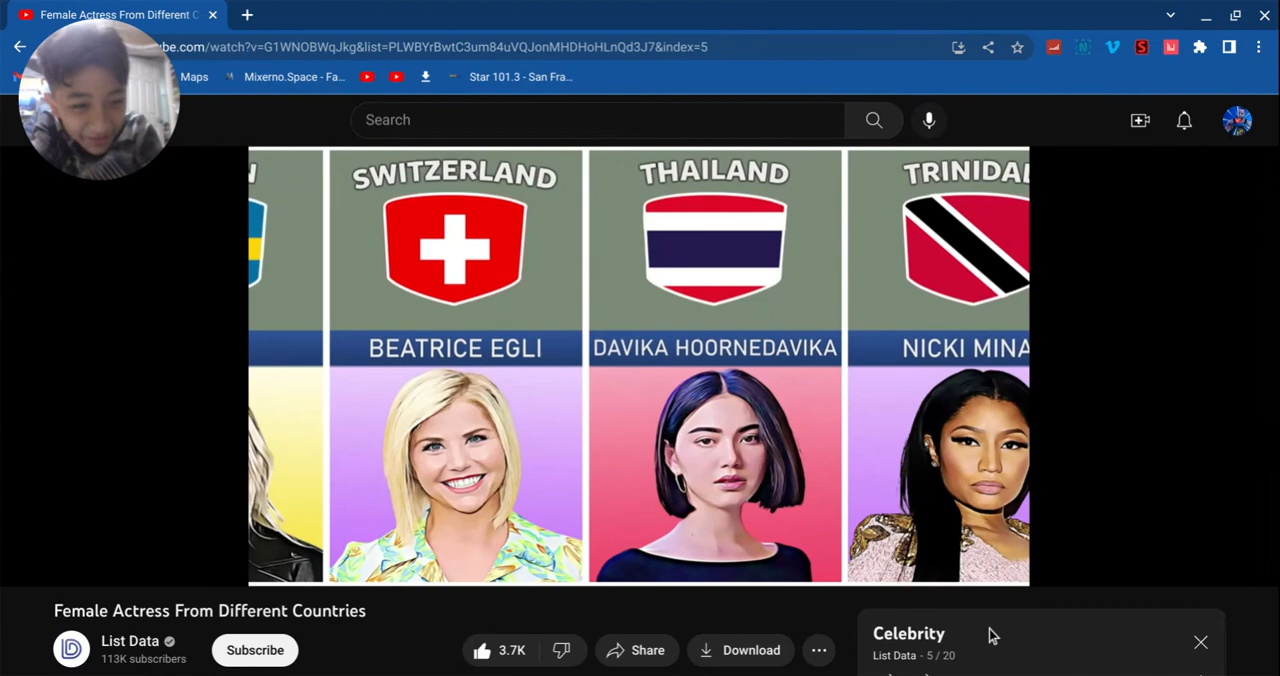 Female Actress From Different C
be.com/watch?v=G1WNOBWqJkg&list=PLWBYrBwtC3um84uVQJonMHDHoHLnQd3J7&index=5
Maps
Mixerno.Space - Fa...
Star 101.3 - San Fra...
Search
SWITZERLAND
THAILAND
TRINIDA
BEATRICE EGLI
DAVIKA HOORNEDAVIKA
NICKI MINA
Female Actress From Different Countries
List Data
113K subscribers
Subscribe
3.7K
Share
Download
Celebrity
List Data - 5 / 20